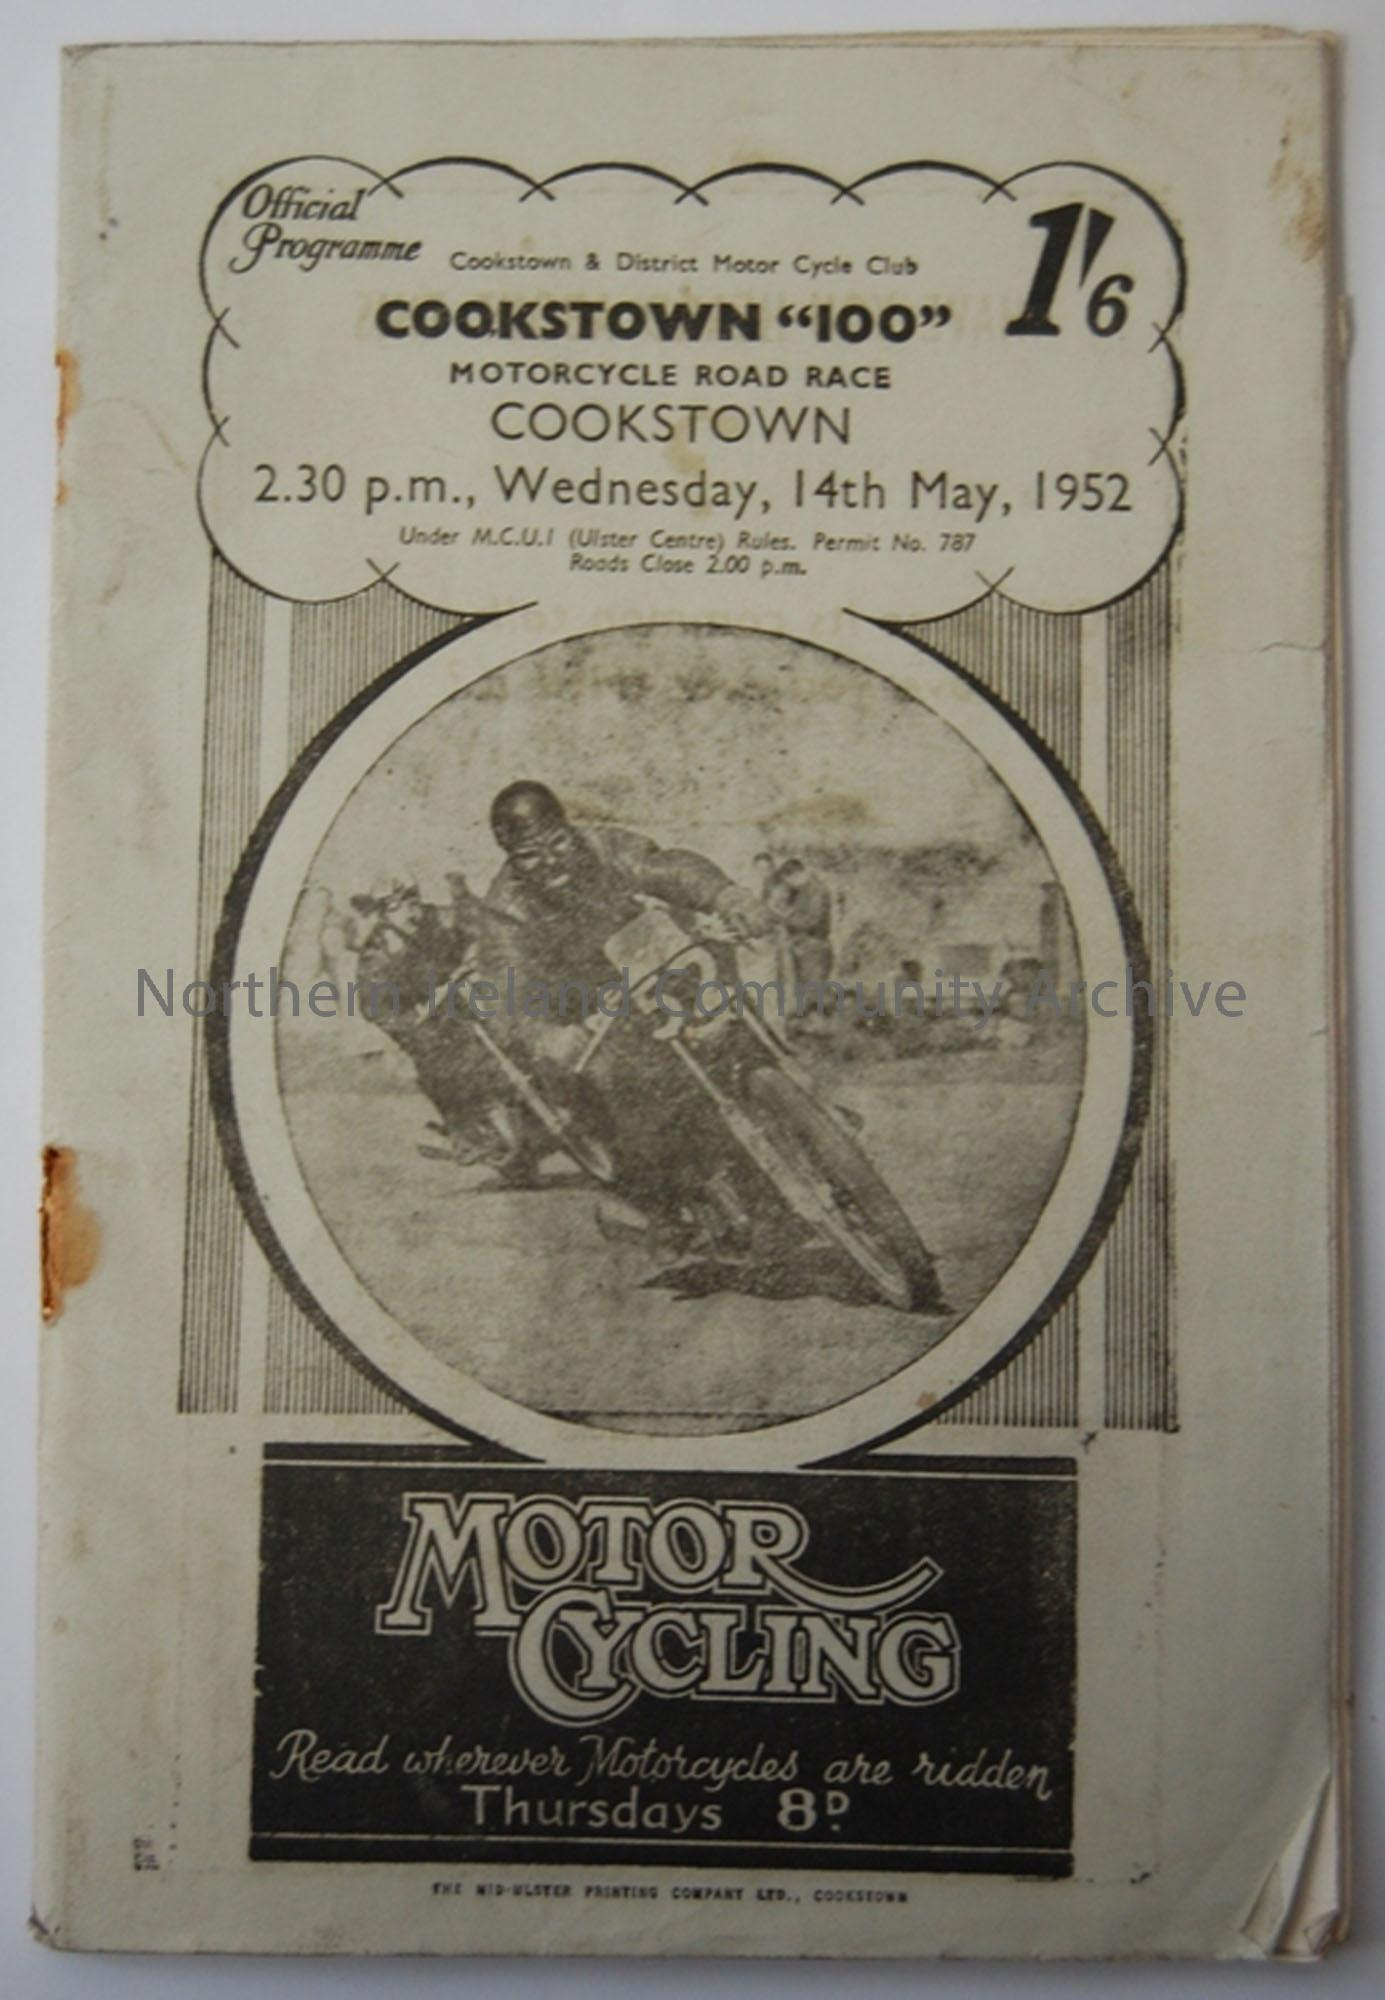 Official
Programme
Cookstown & District Motor Cycle Club
1'6
COOKSTOWN “100”
MOTORCYCLE ROAD RACE
COOKSTOWN
2.30 p.m., Wednesday, 14th May, 1952
Under M.C.U.I (Ulster Centre) Rules. Permit No. 787
Roads Close 2.00 p.m.
Northern Ireland Community Archive
MOTOR
CYCLING
Read wherever Motorcycles are ridden
Thursdays 8D.
THE MID-ULSTER PRINTING COMPANY LTD., COOKSTOWN